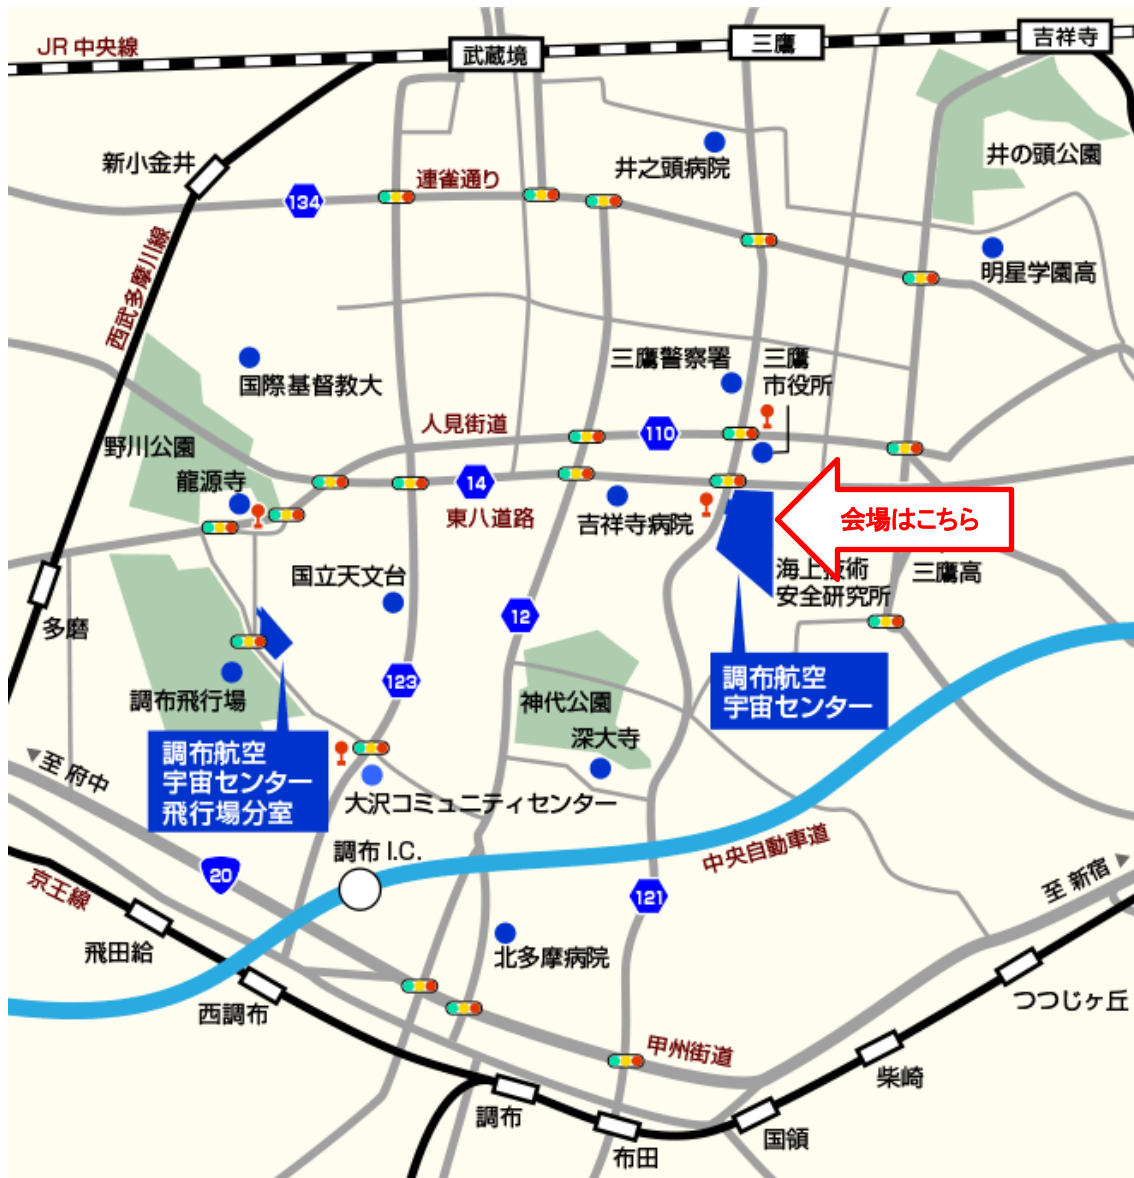 JR 中央線
武蔵境
三鷹
吉祥寺
新小金井
134
連雀通り
井之頭病院
井の頭公園
西武多摩川線
明星学園高
国際基督教大
三鷹警察署
三鷹
市役所
人見街道
110
野川公園
龍源寺
14
東八道路
吉祥寺病院
会場はこちら
海上技術
安全研究所
三鷹高
国立天文台
多磨
12
123
調布飛行場
神代公園
深大寺
調布航空
宇宙センター
調布航空
宇宙センター
飛行場分室
至 府中
大沢コミュニティセンター
調布 I.C.
中央自動車道
20
京王線
121
至 新宿
飛田給
北多摩病院
西調布
つつじヶ丘
甲州街道
柴崎
調布
国領
布田